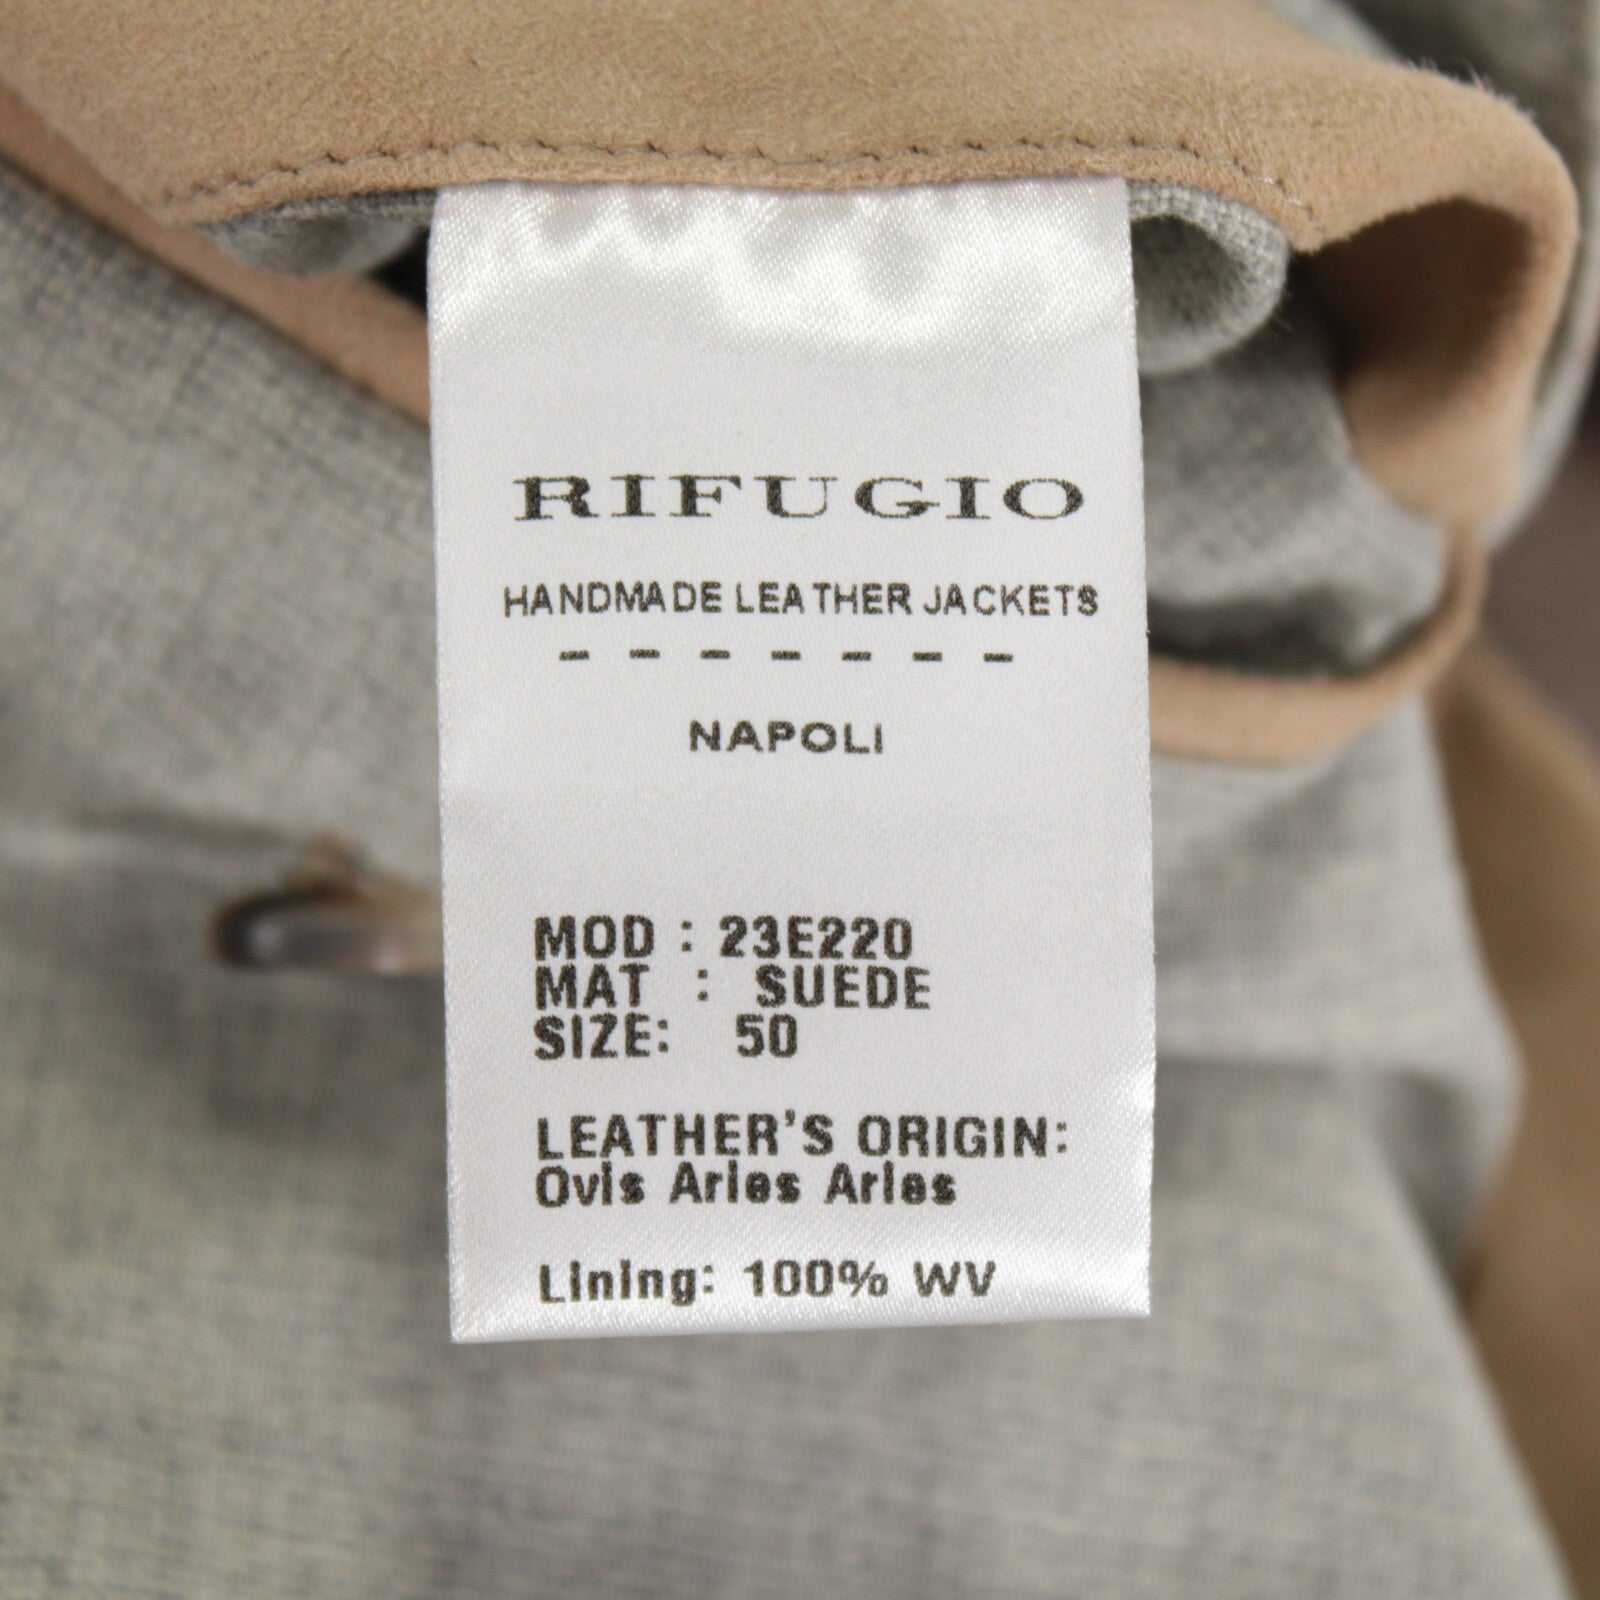 RIFUGIO
HANDMADE LEATHER JACKETS
- - - - - - -
NAPOLI
MOD : 23E220
MAT : SUEDE
SIZE: 50
LEATHER'S ORIGIN:
Ovis Aries Aries
Lining: 100% WV